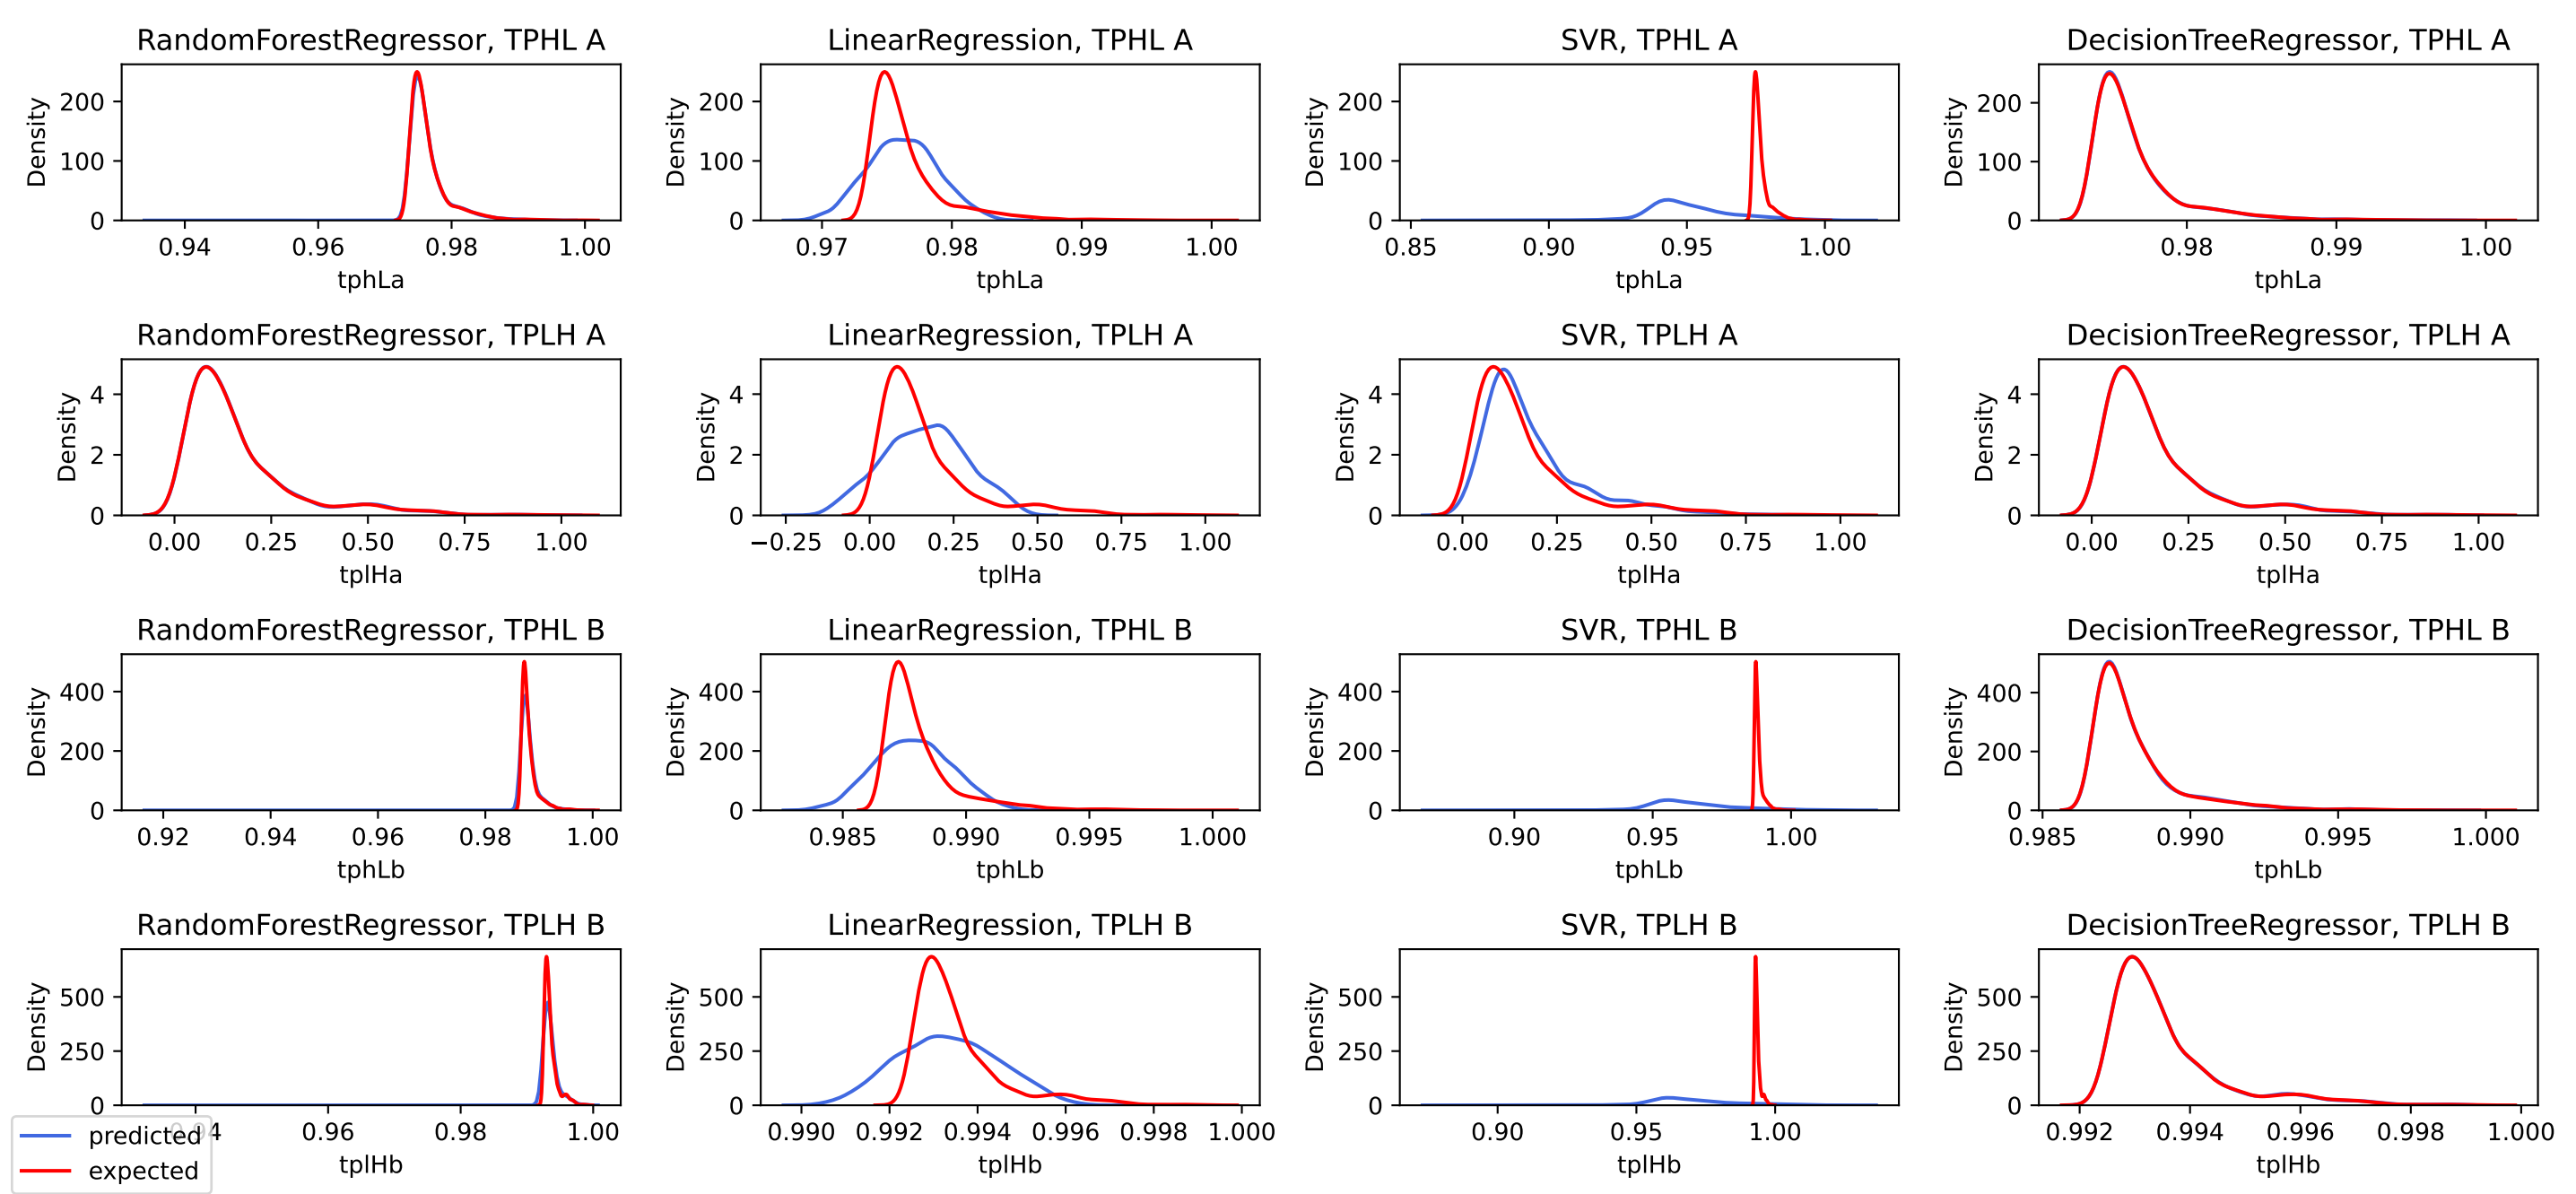 RandomForestRegressor, TPHL A
Density
200
100
0
0.94 0.96 0.98 1.00
tphLa
LinearRegression, TPHL A
Density
200
100
0
0.97 0.98 0.99 1.00
tphLa
SVR, TPHL A
Density
200
100
0
0.85 0.90 0.95 1.00
tphLa
DecisionTreeRegressor, TPHL A
Density
200
100
0
0.98 0.99 1.00
tphLa
RandomForestRegressor, TPLH A
Density
4
2
0
0.00 0.25 0.50 0.75 1.00
tplHa
LinearRegression, TPLH A
Density
4
2
0
−0.25 0.00 0.25 0.50 0.75 1.00
tplHa
SVR, TPLH A
Density
4
2
0
0.00 0.25 0.50 0.75 1.00
tplHa
DecisionTreeRegressor, TPLH A
Density
4
2
0
0.00 0.25 0.50 0.75 1.00
tplHa
RandomForestRegressor, TPHL B
Density
400
200
0
0.92 0.94 0.96 0.98 1.00
tphLb
LinearRegression, TPHL B
Density
400
200
0
0.985 0.990 0.995 1.000
tphLb
SVR, TPHL B
Density
400
200
0
0.90 0.95 1.00
tphLb
DecisionTreeRegressor, TPHL B
Density
400
200
0
0.985 0.990 0.995 1.000
tphLb
RandomForestRegressor, TPLH B
Density
500
250
0
0.94 0.96 0.98 1.00
tplHb
LinearRegression, TPLH B
Density
500
250
0
0.990 0.992 0.994 0.996 0.998 1.000
tplHb
SVR, TPLH B
Density
500
250
0
0.90 0.95 1.00
tplHb
DecisionTreeRegressor, TPLH B
Density
500
250
0
0.992 0.994 0.996 0.998 1.000
tplHb
predicted
expected